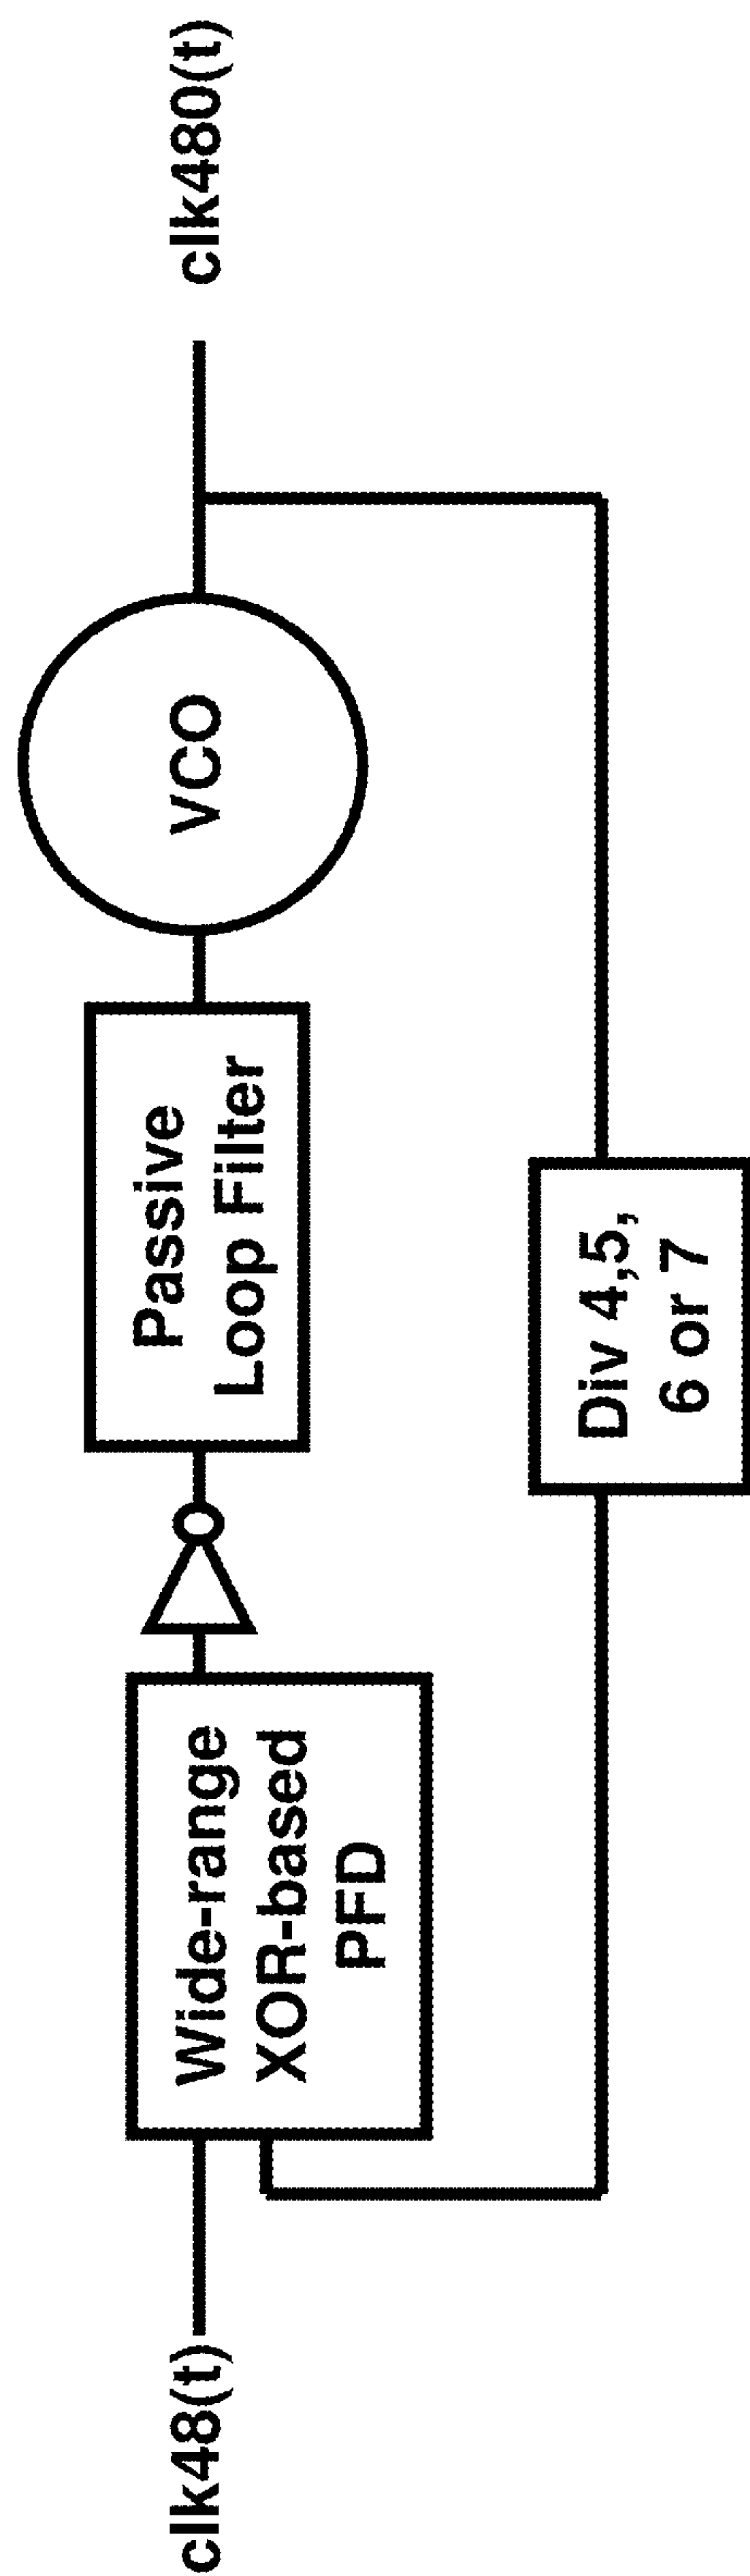 clk48(t)
Wide-range
XOR-based
PFD
Passive
Loop Filter
VCO
clk480(t)
Div 4,5,
6 or 7